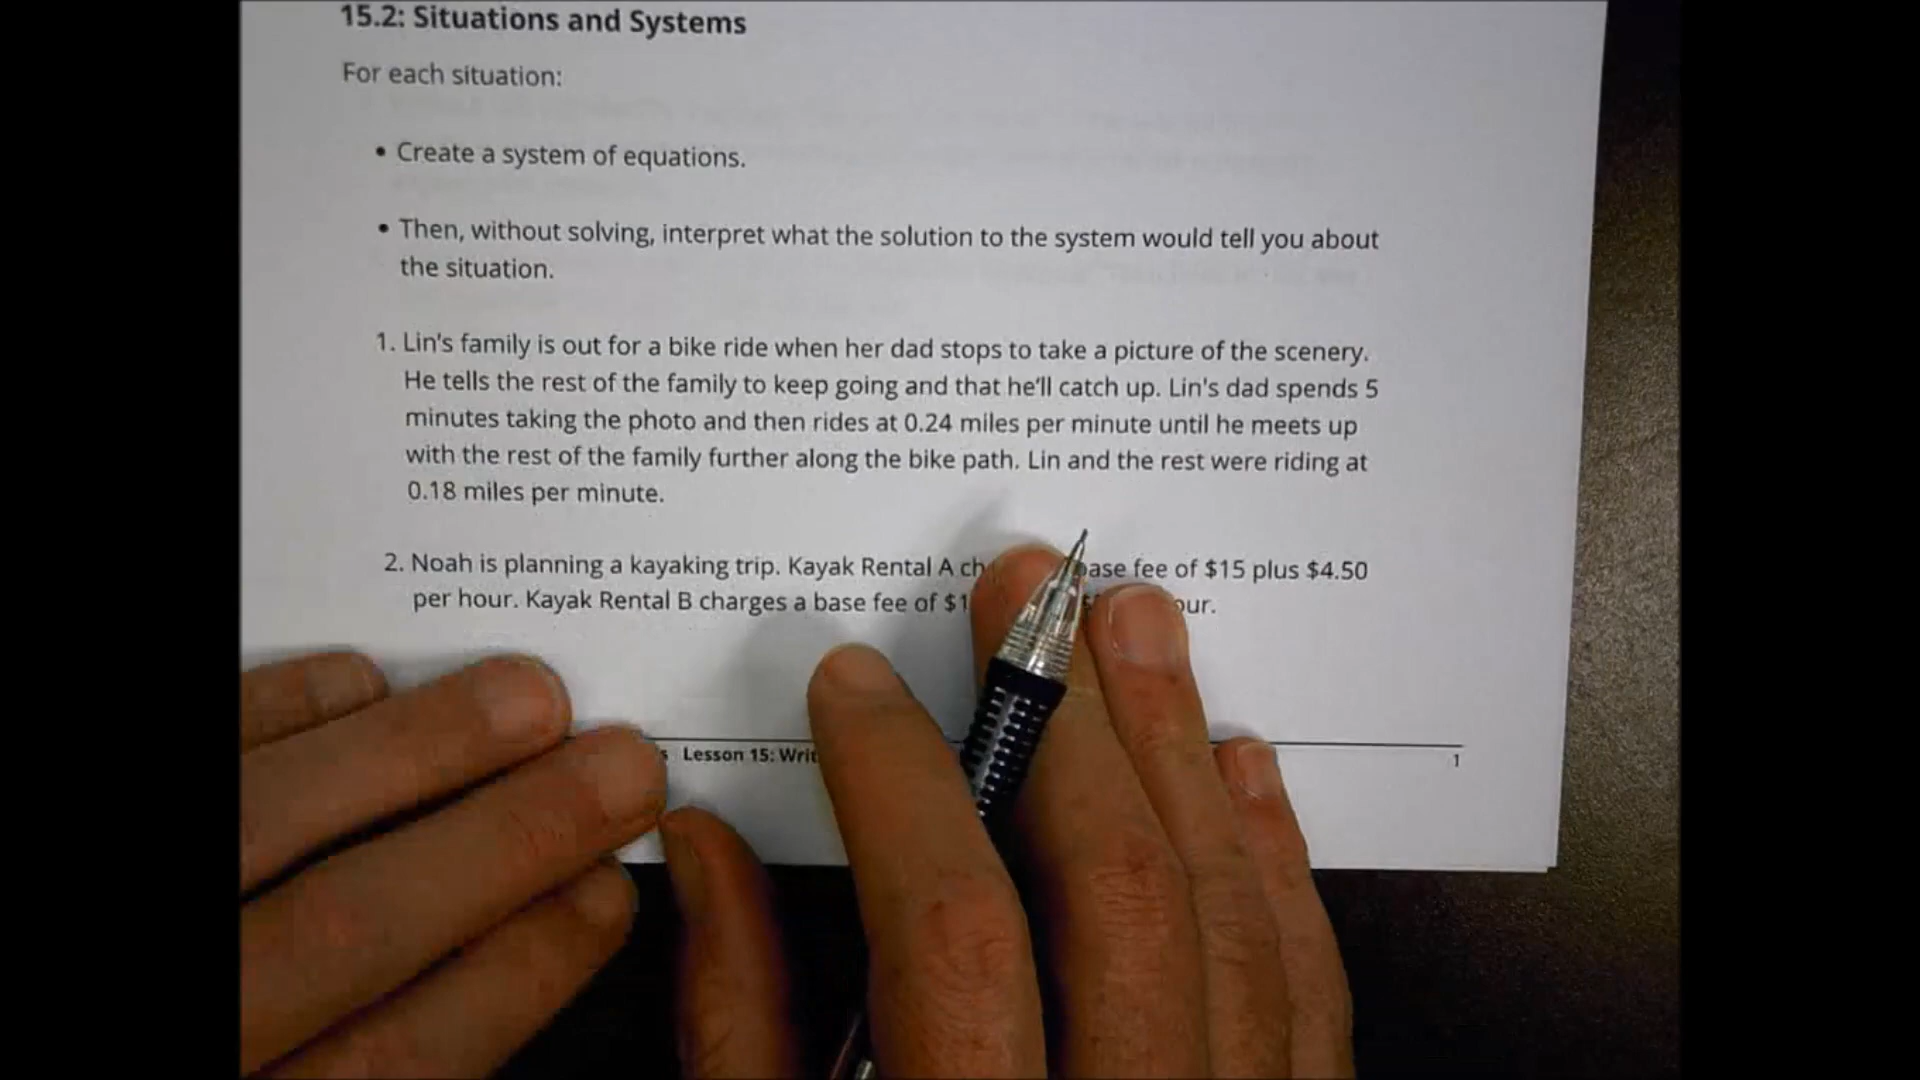 15.2: Situations and Systems
For each situation:
• Create a system of equations.
• Then, without solving, interpret what the solution to the system would tell you about
the situation.
1. Lin's family is out for a bike ride when her dad stops to take a picture of the scenery.
He tells the rest of the family to keep going and that he'll catch up. Lin's dad spends 5
minutes taking the photo and then rides at 0.24 miles per minute until he meets up
with the rest of the family further along the bike path. Lin and the rest were riding at
0.18 miles per minute.
2. Noah is planning a kayaking trip. Kayak Rental A base fee of $15 plus $4.50
per hour. Kayak Rental B charges a base fee of
Lesson 15:
1